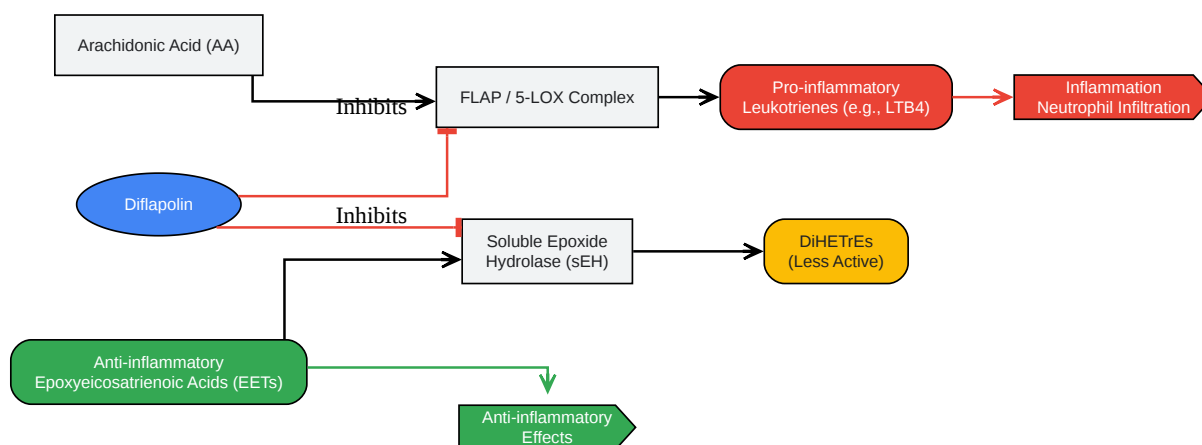 Arachidonic Acid (AA)
Inhibits
FLAP / 5-LOX Complex
Pro-inflammatory
Leukotrienes (e.g., LTB4)
Inflammation
Neutrophil Infiltration
Diflapolin
Inhibits
Soluble Epoxide
Hydrolase (sEH)
DiHETrEs
(Less Active)
Anti-inflammatory
Epoxyeicosatrienoic Acids (EETs)
Anti-inflammatory
Effects